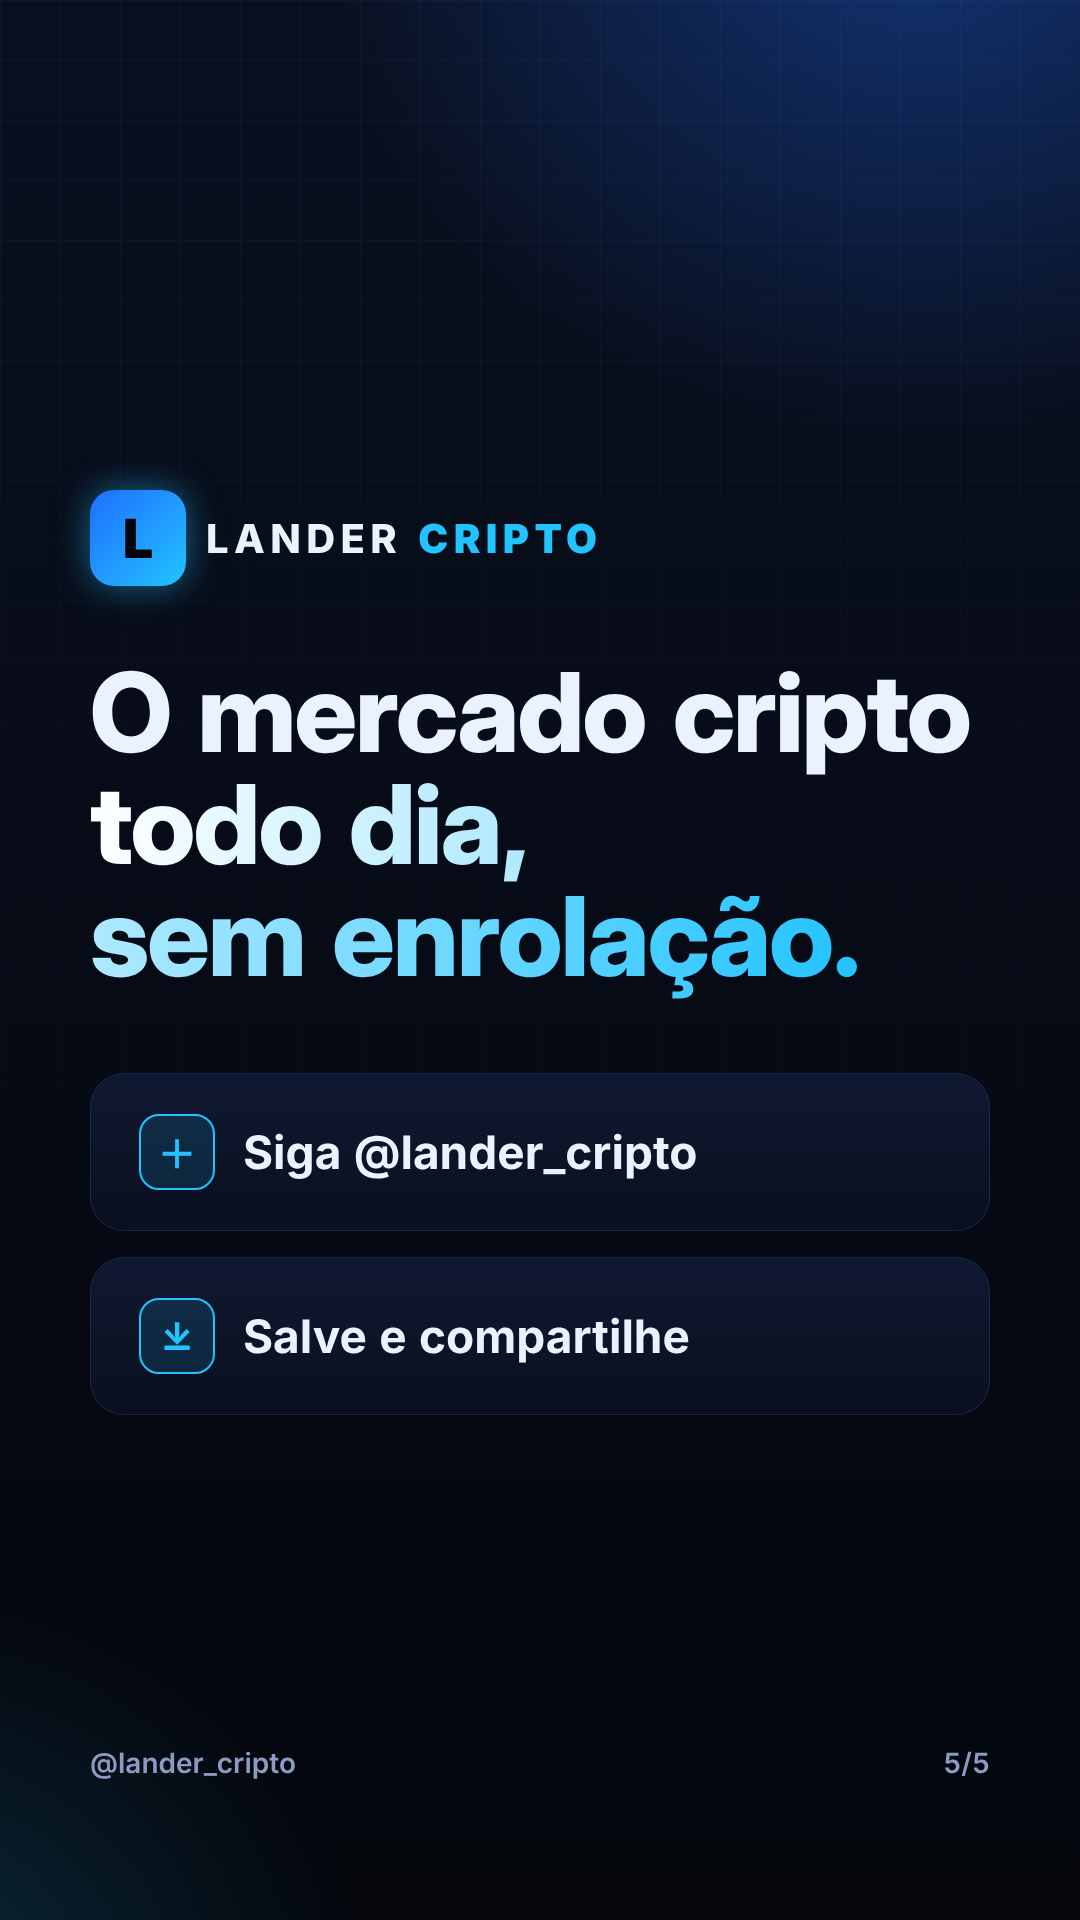 L
LANDER CRIPTO
O mercado cripto
todo dia,
sem enrolação.
Siga @lander_cripto
Salve e compartilhe
@lander_cripto
5/5